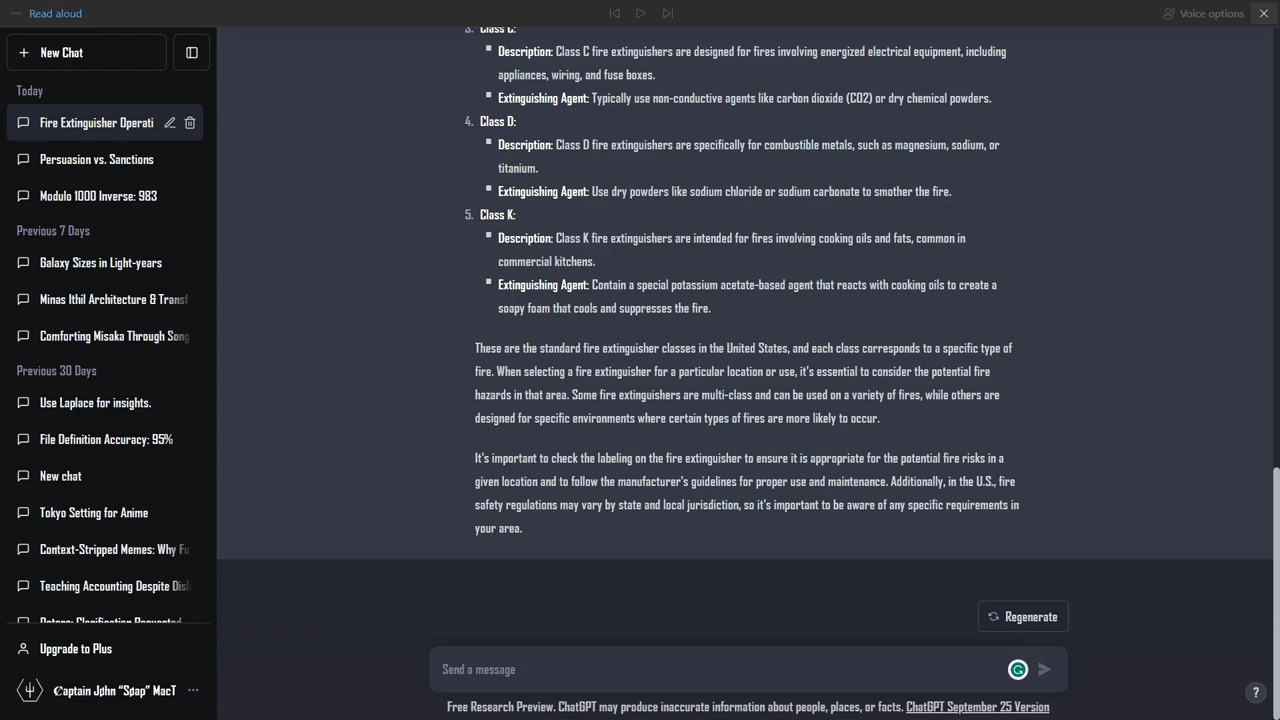 Read aloud
Voice options
New Chat
Today
Fire Extinguisher Operati
Persuasion vs. Sanctions
Modulo 1000 Inverse: 983
Previous 7 Days
Galaxy Sizes in Light-years
Minas Ithil Architecture & Transf
Comforting Misaka Through Song
Previous 30 Days
Use Laplace for insights.
File Definition Accuracy: 95%
New chat
Tokyo Setting for Anime
Context-Stripped Memes: Why Fu
Teaching Accounting Despite Disl
Upgrade to Plus
MacT
3. Class C:
Description: Class C fire extinguishers are designed for fires involving energized electrical equipment, including
appliances, wiring, and fuse boxes.
Extinguishing Agent: Typically use non-conductive agents like carbon dioxide (CO2) or dry chemical powders.
4. Class D:
Description: Class D fire extinguishers are specifically for combustible metals, such as magnesium, sodium, or
titanium.
Extinguishing Agent: Use dry powders like sodium chloride or sodium carbonate to smother the fire.
5. Class K:
Description: Class K fire extinguishers are intended for fires involving cooking oils and fats, common in
commercial kitchens.
Extinguishing Agent: Contain a special potassium acetate-based agent that reacts with cooking oils to create a
soapy foam that cools and suppresses the fire.
These are the standard fire extinguisher classes in the United States, and each class corresponds to a specific type of
fire. When selecting a fire extinguisher for a particular location or use, it's essential to consider the potential fire
hazards in that area. Some fire extinguishers are multi-class and can be used on a variety of fires, while others are
designed for specific environments where certain types of fires are more likely to occur.
It's important to check the labeling on the fire extinguisher to ensure it is appropriate for the potential fire risks in a
given location and to follow the manufacturer's guidelines for proper use and maintenance. Additionally, in the U.S., fire
safety regulations may vary by state and local jurisdiction, so it's important to be aware of any specific requirements in
your area.
Regenerate
Send a message
Free Research Preview. ChatGPT may produce inaccurate information about people, places, or facts. ChatGPT September 25 Version
?